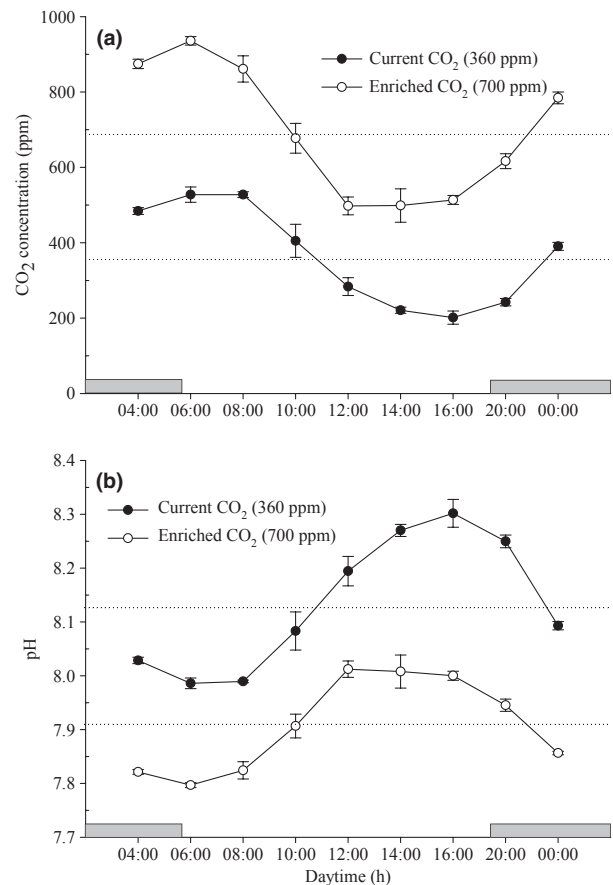 (a)
Current CO2 (360 ppm)
Enriched CO2 (700 ppm)
CO2 concentration (ppm)
1000
800
600
400
200
0
04:00 06:00 08:00 10:00 12:00 14:00 16:00 20:00 00:00
(b)
Current CO2 (360 ppm)
Enriched CO2 (700 ppm)
pH
8.4
8.3
8.2
8.1
8.0
7.9
7.8
7.7
04:00 06:00 08:00 10:00 12:00 14:00 16:00 20:00 00:00
Daytime (h)